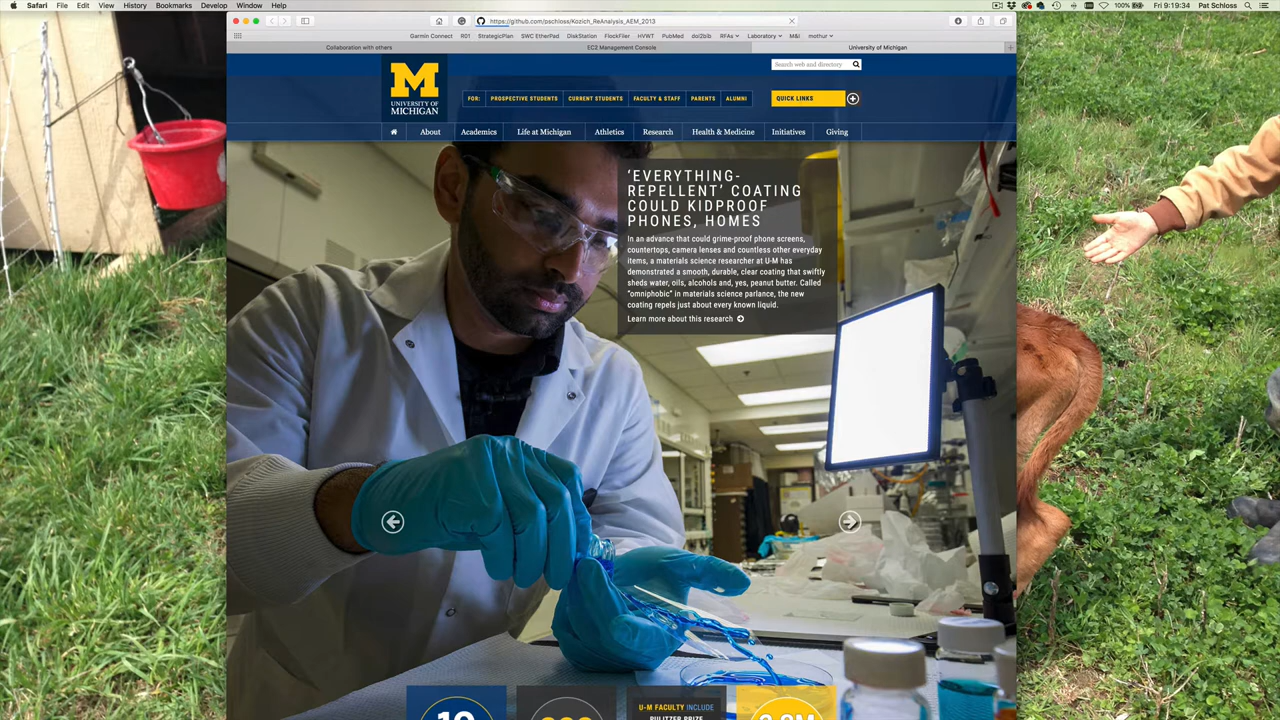 Safari File Edit View History Bookmarks Develop Window Help
100%
Fri 9:19:34 Pat Schloss
https://github.com/pschloss/Kozich_ReAnalysis_AEM_2013
Garmin Connect R01 StrategicPlan SWC EtherPad DiskStation FlockFiler HVWT PubMed doi2bib RFAs Laboratory M&I mothur
Collaboration with others
EC2 Management Console
University of Michigan
Search web and directory
M
UNIVERSITY OF
MICHIGAN
FOR: PROSPECTIVE STUDENTS CURRENT STUDENTS FACULTY & STAFF PARENTS ALUMNI
QUICK LINKS
About Academics Life at Michigan Athletics Research Health & Medicine Initiatives Giving
‘EVERYTHING-
REPELLENT’ COATING
COULD KIDPROOF
PHONES, HOMES
In an advance that could grime-proof phone screens,
countertops, camera lenses and countless other everyday
items, a materials science researcher at U-M has
demonstrated a smooth, durable, clear coating that swiftly
sheds water, oils, alcohols and, yes, peanut butter. Called
"omniphobic" in materials science parlance, the new
coating repels just about every known liquid.
Learn more about this research
U-M FACULTY INCLUDE
PULITZER PRIZE